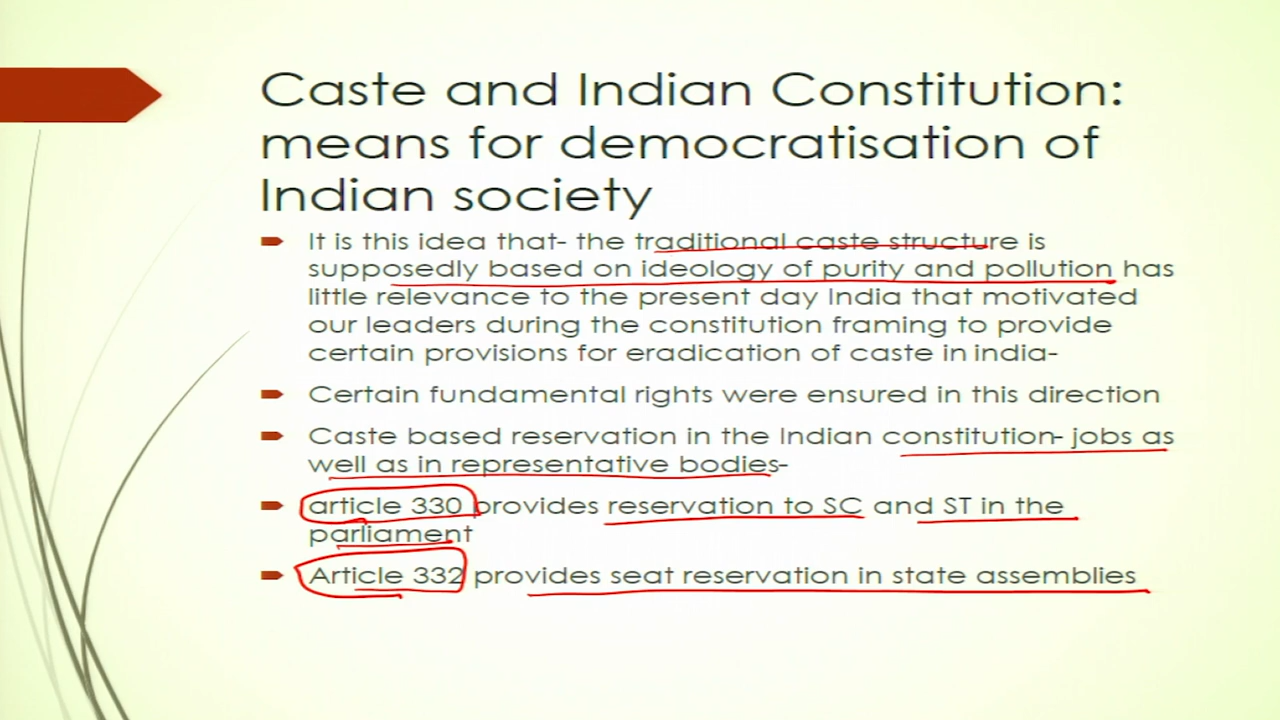 Caste and Indian Constitution:
means for democratisation of
Indian society
It is this idea that- the traditional caste structure is
supposedly based on ideology of purity and pollution has
little relevance to the present day India that motivated
our leaders during the constitution framing to provide
certain provisions for eradication of caste in india-
Certain fundamental rights were ensured in this direction
Caste based reservation in the Indian constitution- jobs as
well as in representative bodies-
article 330 provides reservation to SC and ST in the
parliament
Article 332 provides seat reservation in state assemblies